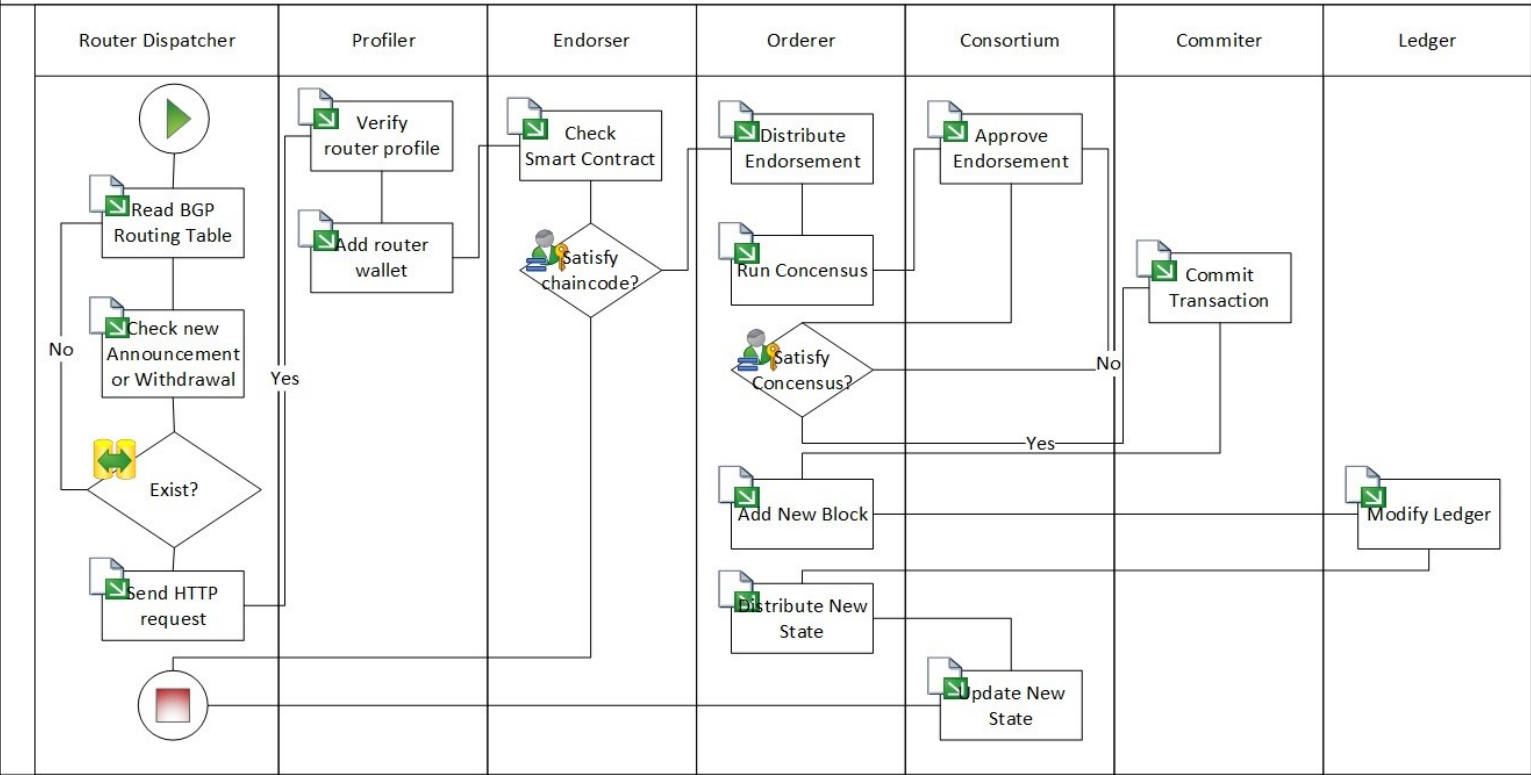 Router Dispatcher
Profiler
Endorser
Orderer
Consortium
Commiter
Ledger
Read BGP
Routing Table
Check new
Announcement
or Withdrawal
No
Exist?
Send HTTP
request
Yes
Verify
router profile
Add router
wallet
Check
Smart Contract
Satisfy
chaincode?
Distribute
Endorsement
Run Concensus
Satisfy
Concensus?
Approve
Endorsement
No
Yes
Commit
Transaction
Add New Block
Modify Ledger
Distribute New
State
Update New
State